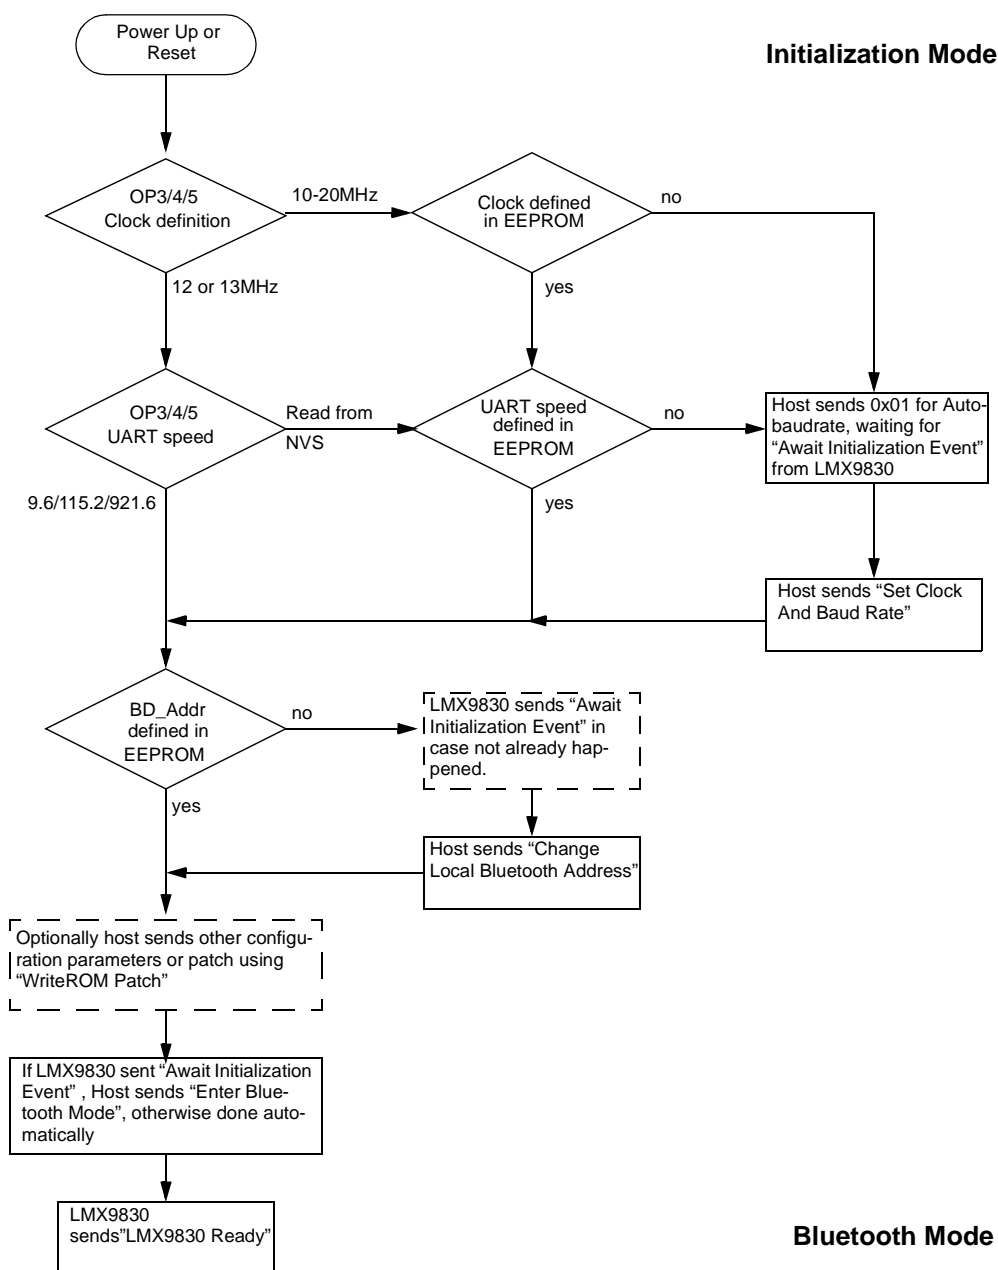 Power Up or
Reset
Initialization Mode
OP3/4/5
Clock definition
10-20MHz
Clock defined
in EEPROM
no
12 or 13MHz
yes
OP3/4/5
UART speed
Read from
NVS
UART speed
defined in
EEPROM
no
Host sends 0x01 for Auto-
baudrate, waiting for
“Await Initialization Event”
from LMX9830
9.6/115.2/921.6
yes
Host sends “Set Clock
And Baud Rate”
BD_Addr
defined in
EEPROM
no
LMX9830 sends “Await
Initialization Event” in
case not already hap-
pened.
yes
Host sends “Change
Local Bluetooth Address”
Optionally host sends other configu-
ration parameters or patch using
“WriteROM Patch”
If LMX9830 sent “Await Initialization
Event” , Host sends “Enter Blue-
tooth Mode”, otherwise done auto-
matically
LMX9830
sends”LMX9830 Ready”
Bluetooth Mode